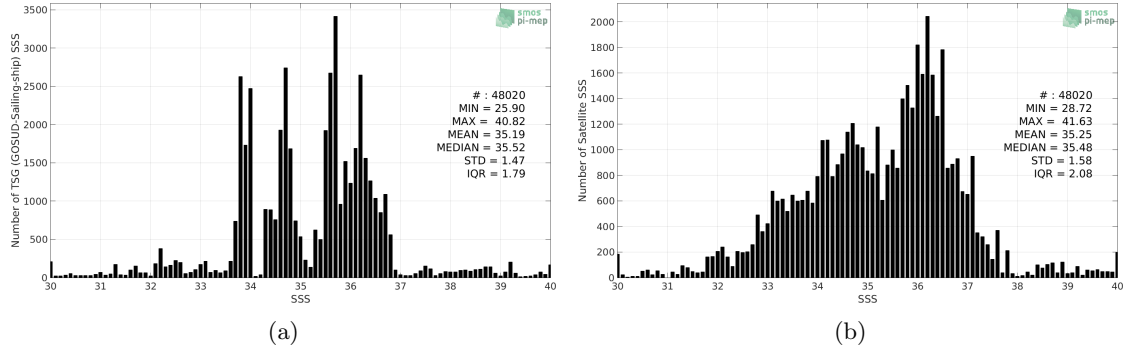 smos
pi-mep
Number of TSG (GOSUD-Sailing-ship) SSS
3500
3000
2500
2000
1500
1000
500
0
# : 48020
MIN = 25.90
MAX = 40.82
MEAN = 35.19
MEDIAN = 35.52
STD = 1.47
IQR = 1.79
30 31 32 33 34 35 36 37 38 39 40
SSS
(a)
smos
pi-mep
Number of Satellite SSS
2000
1800
1600
1400
1200
1000
800
600
400
200
0
# : 48020
MIN = 28.72
MAX = 41.63
MEAN = 35.25
MEDIAN = 35.48
STD = 1.58
IQR = 2.08
30 31 32 33 34 35 36 37 38 39 40
SSS
(b)